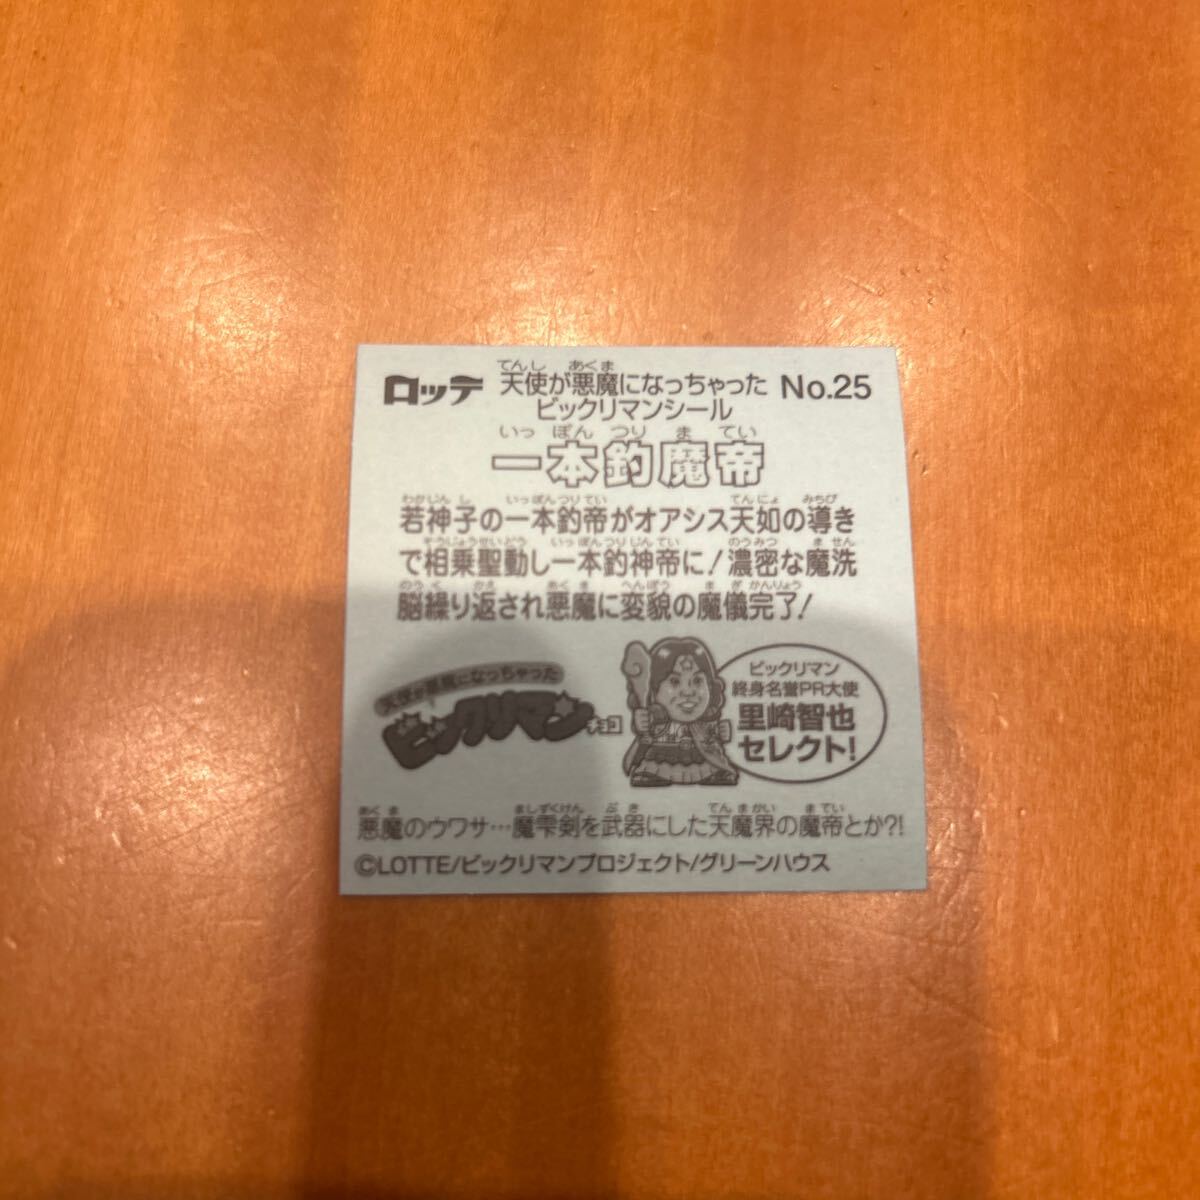 ロッテ 天使が悪魔になっちゃった No.25
てんし あくま
ビックリマンシール
いっ ぽん つり ま てい
一本釣魔帝
わかじんし いっぽんつりてい てんにょ みちび
若神子の一本釣帝がオアシス天如の導き
そうじょうせいどう いっぽんつりじんてい のうみつ ま せん
で相乗聖動し一本釣神帝に!濃密な魔洗
のう く かえ あくま へんぼう ま ぎ かんりょう
脳繰り返され悪魔に変貌の魔儀完了!
天使が悪魔になっちゃった
ビックリマン
チョコ
ビックリマン
終身名誉PR大使
里崎智也
セレクト!
あくま ましずくけん ぶき てんまかい まてい
悪魔のウワサ…魔雫剣を武器にした天魔界の魔帝とか?!
©LOTTE/ビックリマンプロジェクト/グリーンハウス